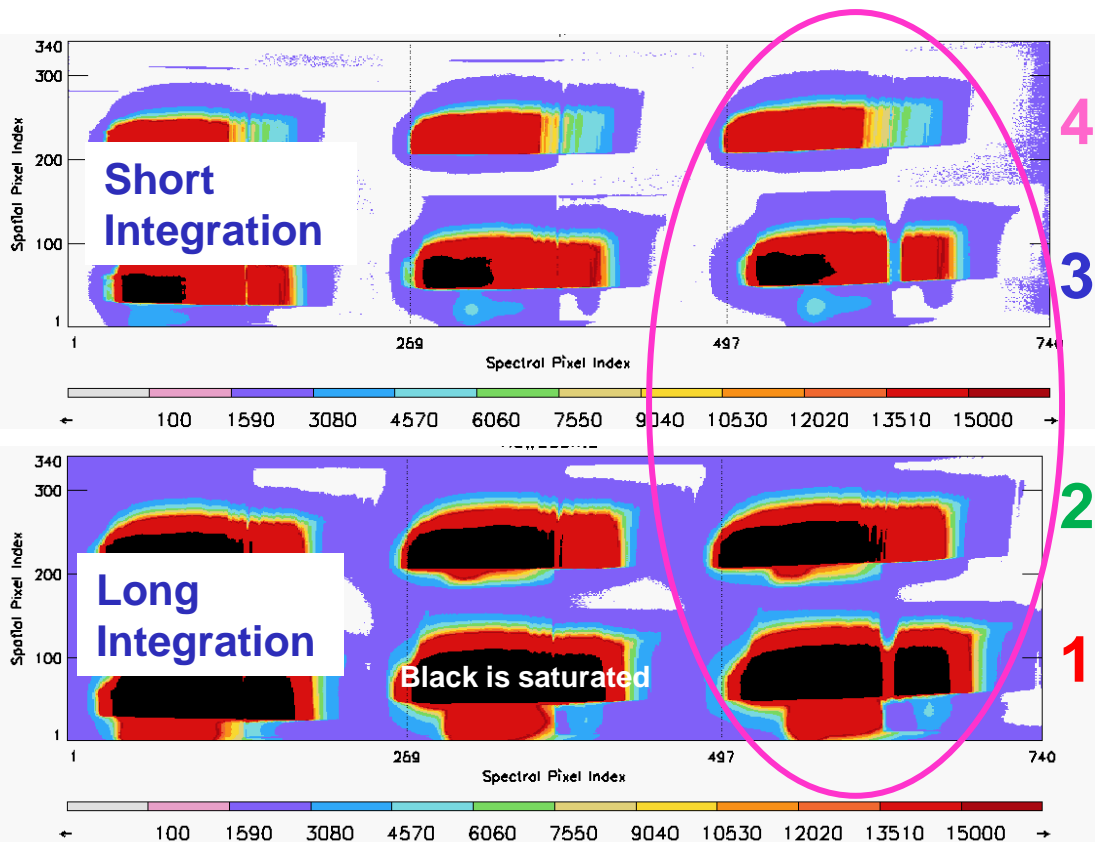 340
300
200
100
1
Spatial Pixel Index
Short
Integration
4
3
1 269 497 740
Spectral Pixel Index
← 100 1590 3080 4570 6060 7550 9040 10530 12020 13510 15000 →
340
300
200
100
1
Spatial Pixel Index
Long
Integration
Black is saturated
2
1
1 269 497 740
Spectral Pixel Index
← 100 1590 3080 4570 6060 7550 9040 10530 12020 13510 15000 →